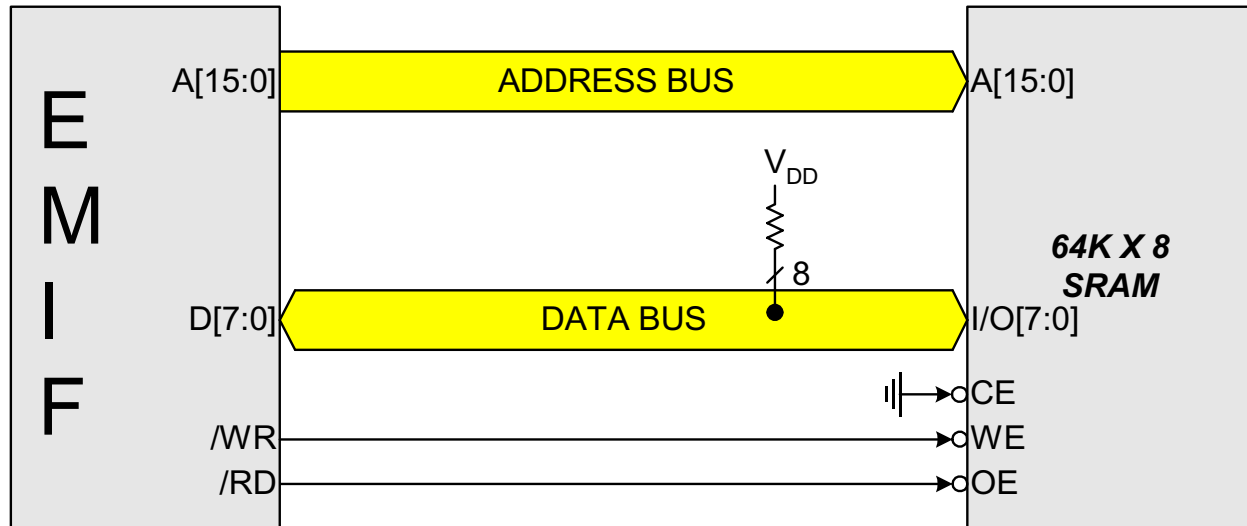 E
M
I
F
A[15:0]
ADDRESS BUS
A[15:0]
V_DD
8
64K X 8
SRAM
D[7:0]
DATA BUS
I/O[7:0]
CE
/WR
WE
/RD
OE